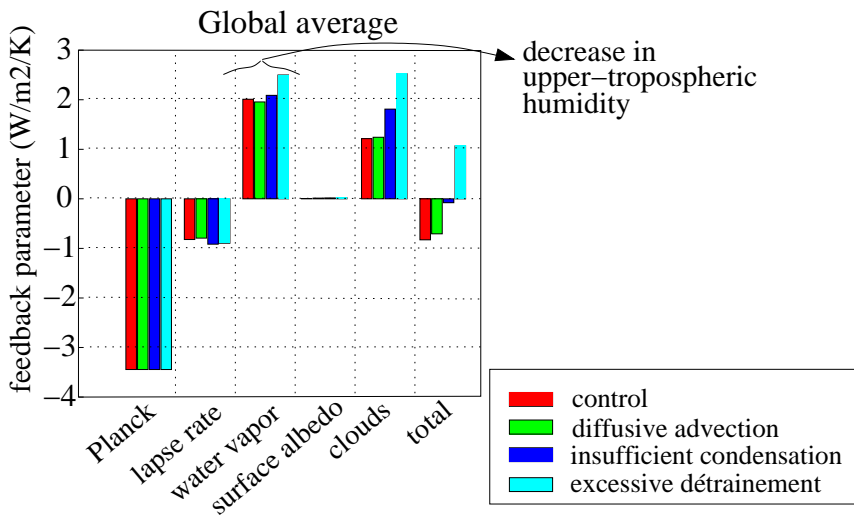 Global average
decrease in
upper−tropospheric
humidity
feedback parameter (W/m2/K)
3
2
1
0
−1
−2
−3
−4
Planck
lapse rate
water vapor
surface albedo
clouds
total
control
diffusive advection
insufficient condensation
excessive détrainement